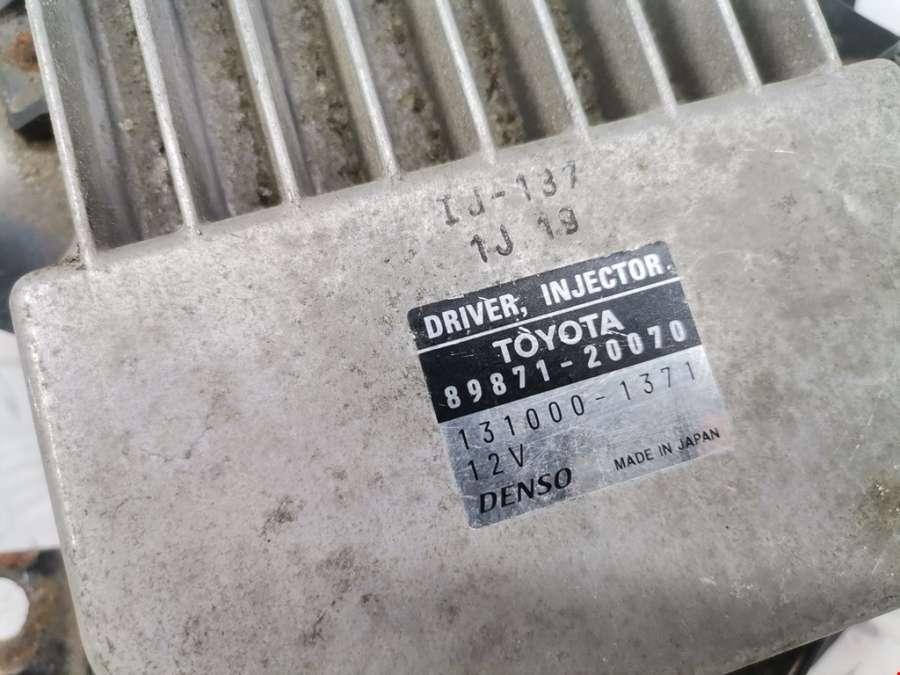 IJ-137
1J 19
DRIVER, INJECTOR
TOYOTA
89871-20070
131000-1371
12V
DENSO MADE IN JAPAN